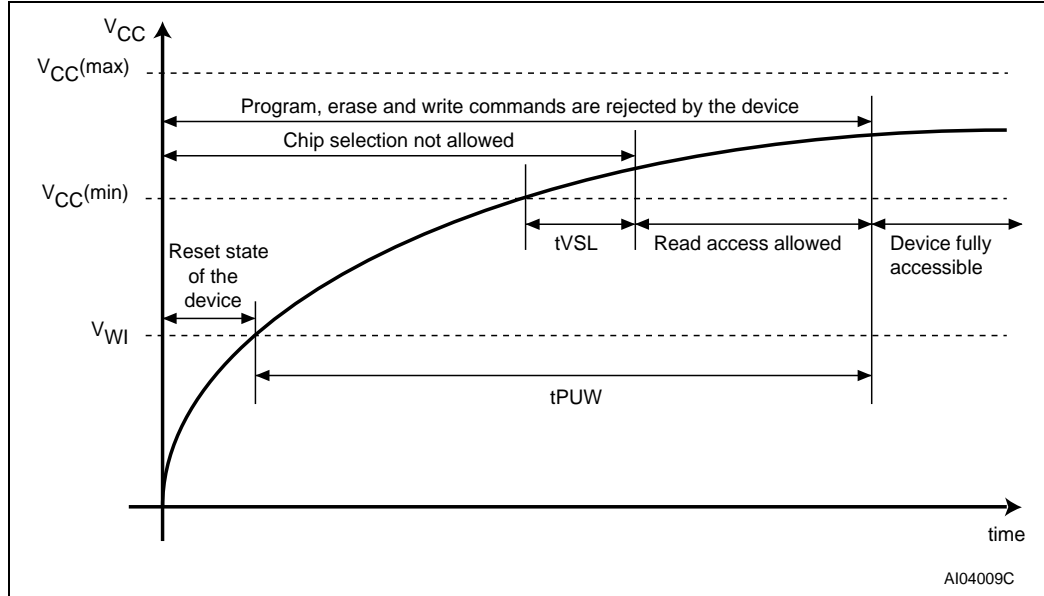 VCC
VCC(max)
Program, erase and write commands are rejected by the device
Chip selection not allowed
VCC(min)
Reset state
of the
device
tVSL
Read access allowed
Device fully
accessible
VWI
tPUW
time
AI04009C